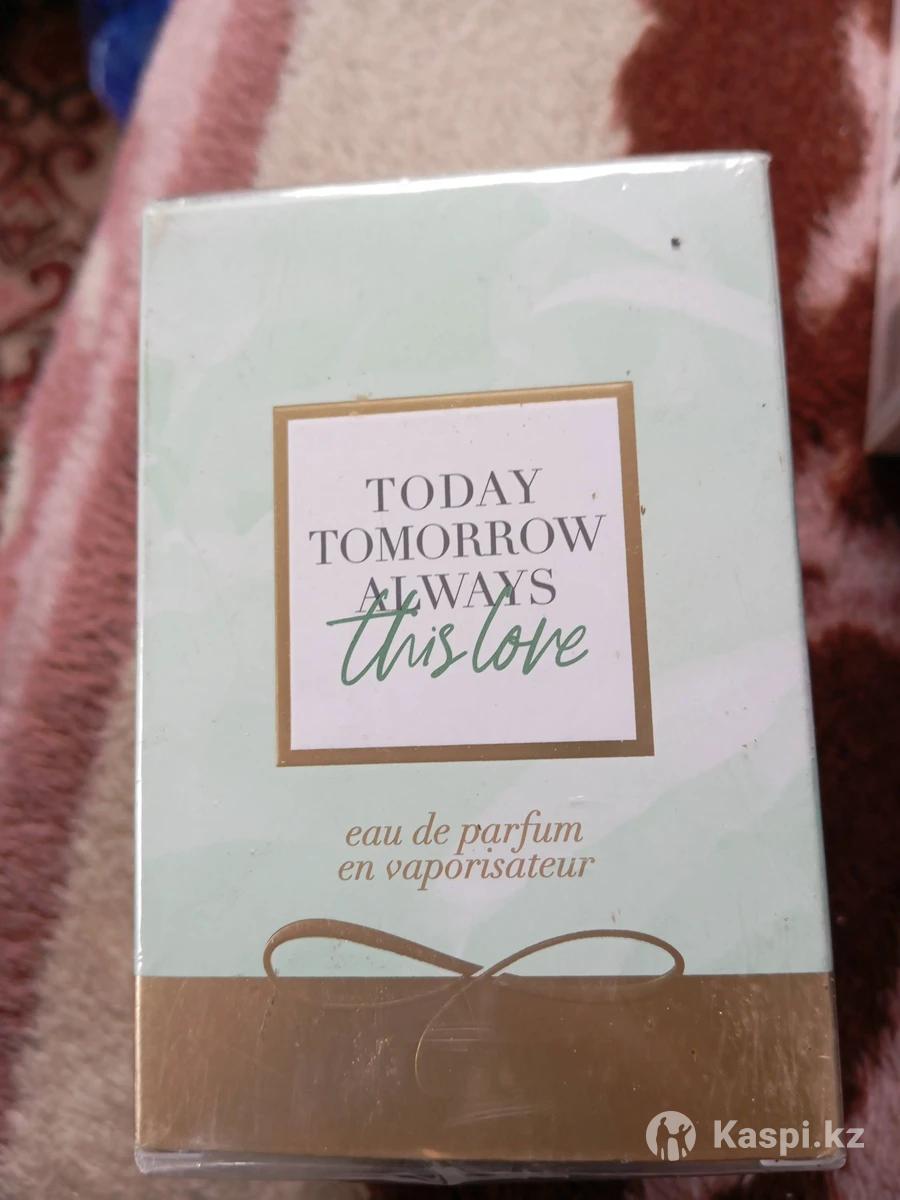 TODAY
TOMORROW
ALWAYS
this love
eau de parfum
en vaporisateur
Kaspi.kz